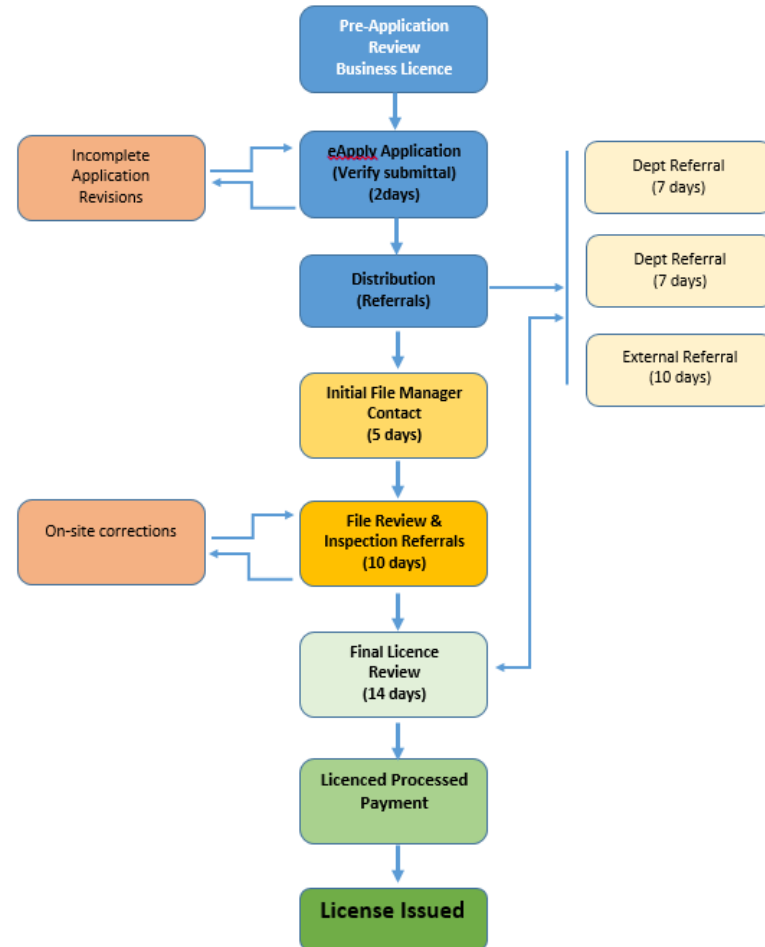 Pre-Application
Review
Business Licence
Incomplete
Application
Revisions
eApply Application
(Verify submittal)
(2days)
Dept Referral
(7 days)
Distribution
(Referrals)
Dept Referral
(7 days)
External Referral
(10 days)
Initial File Manager
Contact
(5 days)
On-site corrections
File Review &
Inspection Referrals
(10 days)
Final Licence
Review
(14 days)
Licenced Processed
Payment
License Issued